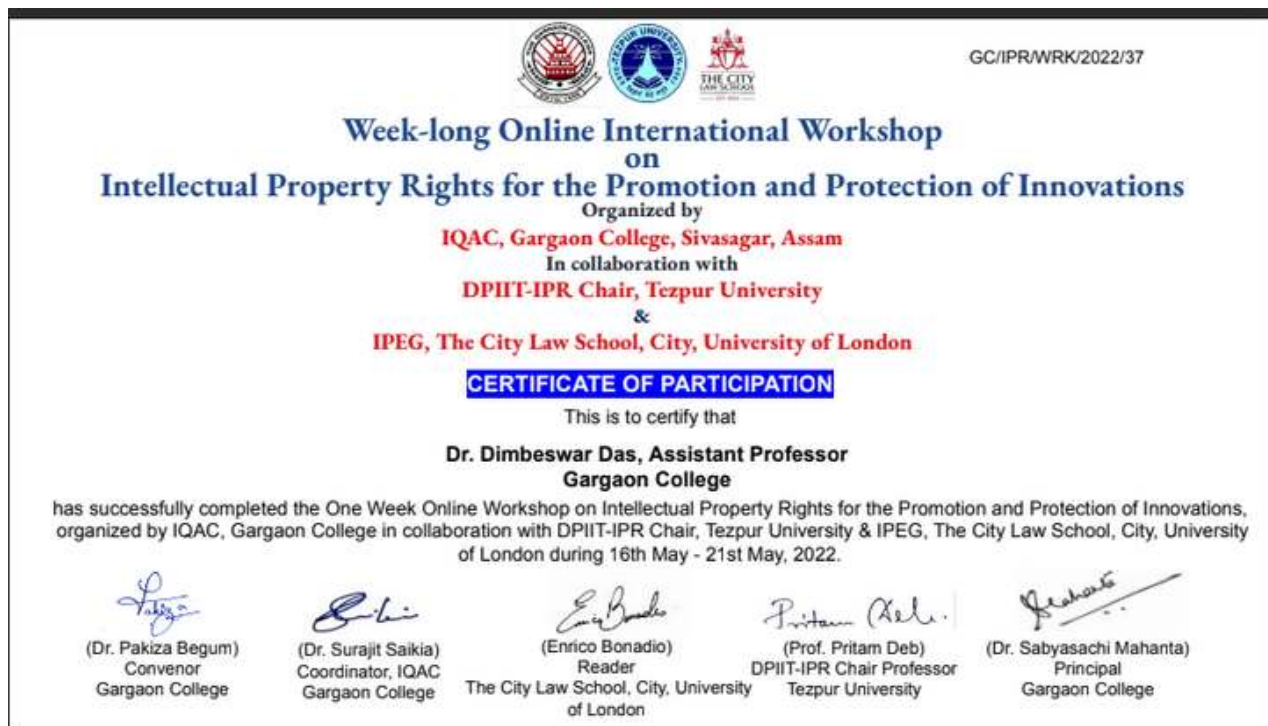 GC/IPR/WRK/2022/37
TEZPUR UNIVERSITY
THE CITY
LAW SCHOOL
Week-long Online International Workshop
on
Intellectual Property Rights for the Promotion and Protection of Innovations
Organized by
IQAC, Gargaon College, Sivasagar, Assam
In collaboration with
DPIIT-IPR Chair, Tezpur University
&
IPEG, The City Law School, City, University of London
CERTIFICATE OF PARTICIPATION
This is to certify that
Dr. Dimbeswar Das, Assistant Professor
Gargaon College
has successfully completed the One Week Online Workshop on Intellectual Property Rights for the Promotion and Protection of Innovations,
organized by IQAC, Gargaon College in collaboration with DPIIT-IPR Chair, Tezpur University & IPEG, The City Law School, City, University
of London during 16th May - 21st May, 2022.
(Dr. Pakiza Begum)
Convenor
Gargaon College
(Dr. Surajit Saikia)
Coordinator, IQAC
Gargaon College
Enrico Bonadio
(Enrico Bonadio)
Reader
The City Law School, City, University
of London
Pritam Deb.
(Prof. Pritam Deb)
DPIIT-IPR Chair Professor
Tezpur University
(Dr. Sabyasachi Mahanta)
Principal
Gargaon College